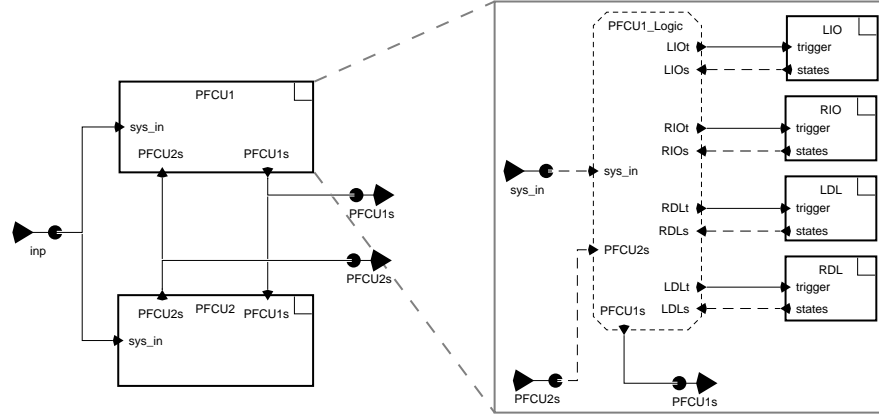 PFCU1
sys_in
PFCU2s
PFCU1s
PFCU1s
inp
PFCU2s
PFCU2s
PFCU2
PFCU1s
sys_in
PFCU1_Logic
LIOt
LIOs
RIOt
RIOs
sys_in
RDLt
RDLs
PFCU2s
LDLt
LDLs
PFCU1s
sys_in
PFCU2s
PFCU1s
LIO
trigger
states
RIO
trigger
states
LDL
trigger
states
RDL
trigger
states